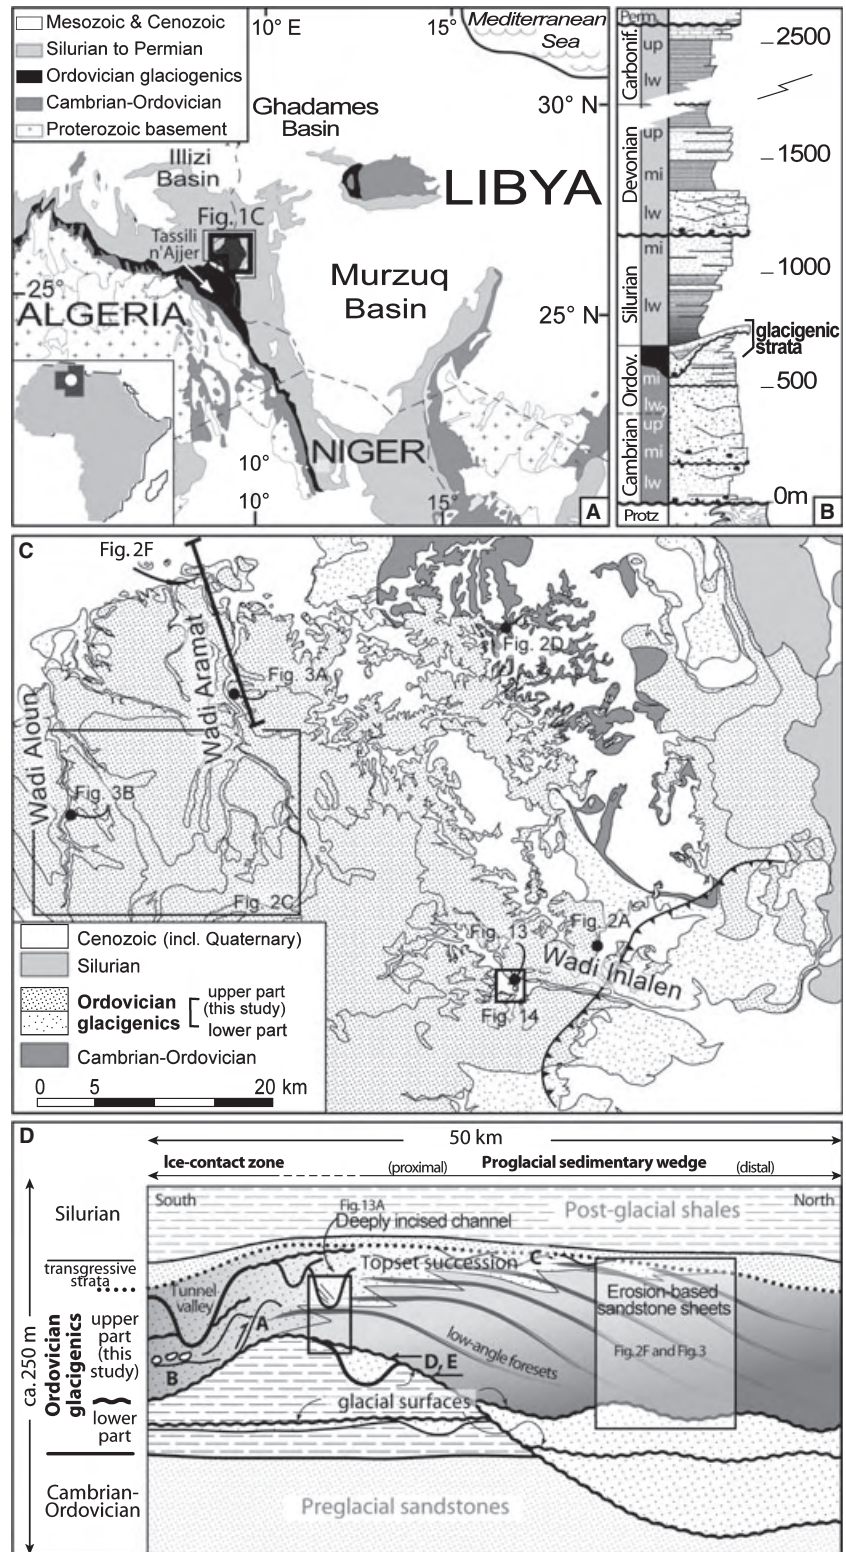 Mesozoic & Cenozoic
Silurian to Permian
Ordovician glaciogenics
Cambrian-Ordovician
Proterozoic basement
10° E
15°
Mediterranean
Sea
30° N
Ghadames
Basin
Illizi
Basin
LIBYA
Fig. 1C
Tassili
n'Ajjer
Murzuq
Basin
25°
ALGERIA
25° N
NIGER
10°
10°
15°
A
Perm.
Carbonif.
up
lw
2500
Devonian
up
mi
lw
1500
Silurian
mi
lw
1000
glacigenic
strata
Ordov.
mi
lw
500
Cambrian
up
mi
lw
0m
Protz
B
C
Fig. 2F
Wadi Aramat
Fig. 2D
Fig. 3A
Wadi Aloun
Fig. 3B
Fig. 2C
Fig. 13
Fig. 2A
Wadi Inlalen
Fig. 14
Cenozoic (incl. Quaternary)
Silurian
Ordovician
glacigenics
upper part
(this study)
lower part
Cambrian-Ordovician
0 5 20 km
D
50 km
Ice-contact zone
(proximal)
Proglacial sedimentary wedge
(distal)
South
North
Silurian
Fig.13A
Deeply incised channel
Post-glacial shales
transgressive
strata
Topset succession
C
Tunnel
valley
Erosion-based
sandstone sheets
ca. 250 m
Ordovician
glacigenics
upper
part
(this
study)
A
B
low-angle foresets
Fig.2F and Fig.3
D, E
glacial surfaces
lower
part
Cambrian-
Ordovician
Preglacial sandstones